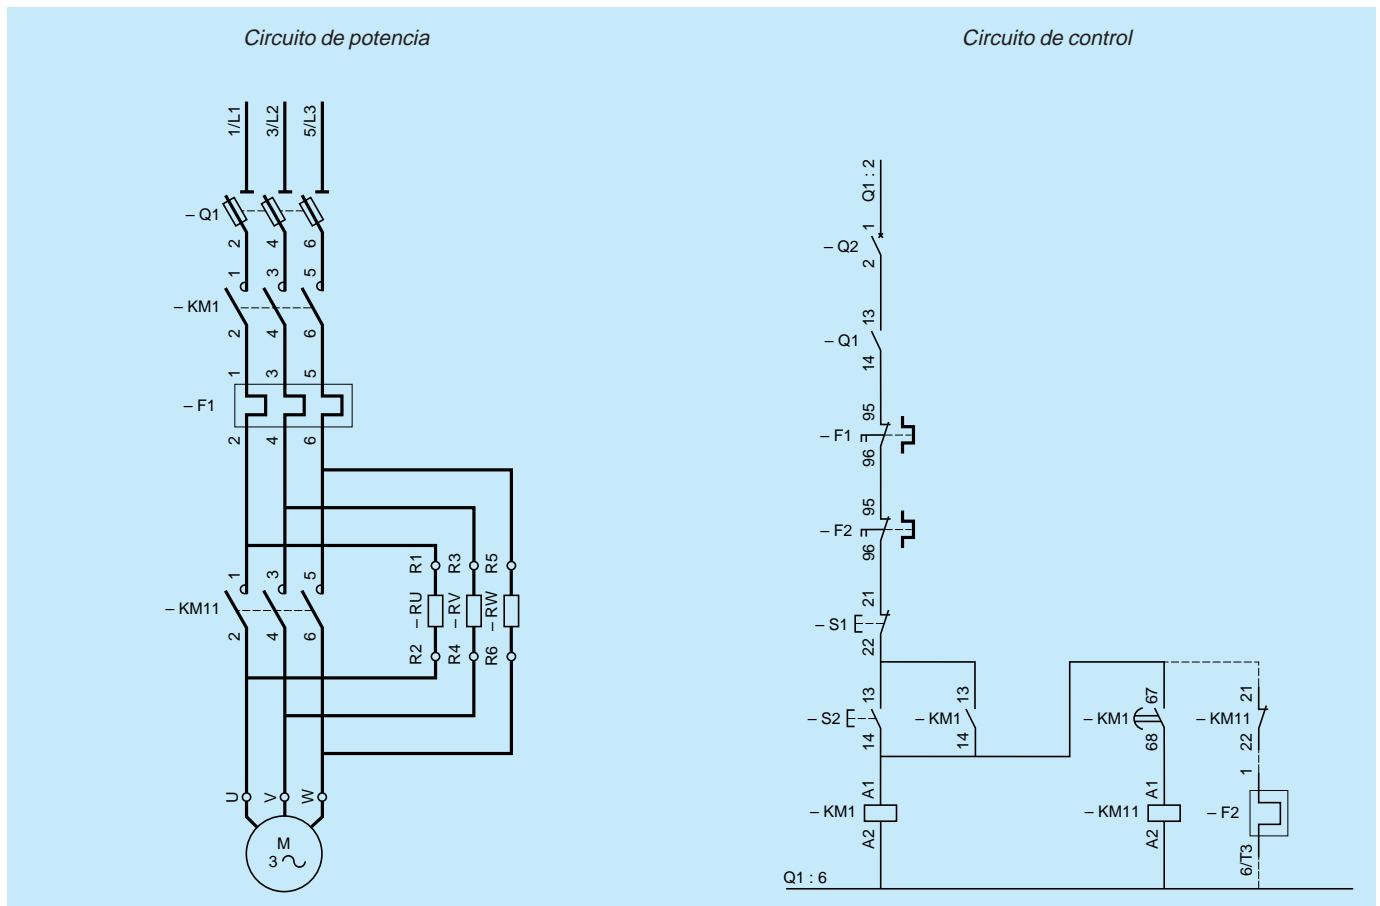 Circuito de potencia
1/L1 3/L2 5/L3
– Q1
2 4 6
1 3 5
– KM1
2 4 6
1 3 5
– F1
2 4 6
R1 R3 R5
1 3 5
– KM11
– RU – RV – RW
2 4 6
R2 R4 R6
U V W
M
3
Circuito de control
Q1 : 2
1
– Q2
2
13
– Q1
14
95
– F1
96
95
– F2
96
21
– S1
22
13 13 67 21
– S2 – KM1 – KM1 – KM11
14 14 68 22
A1 A1 1
– KM1 – KM11 – F2
A2 A2 6/T3
Q1 : 6